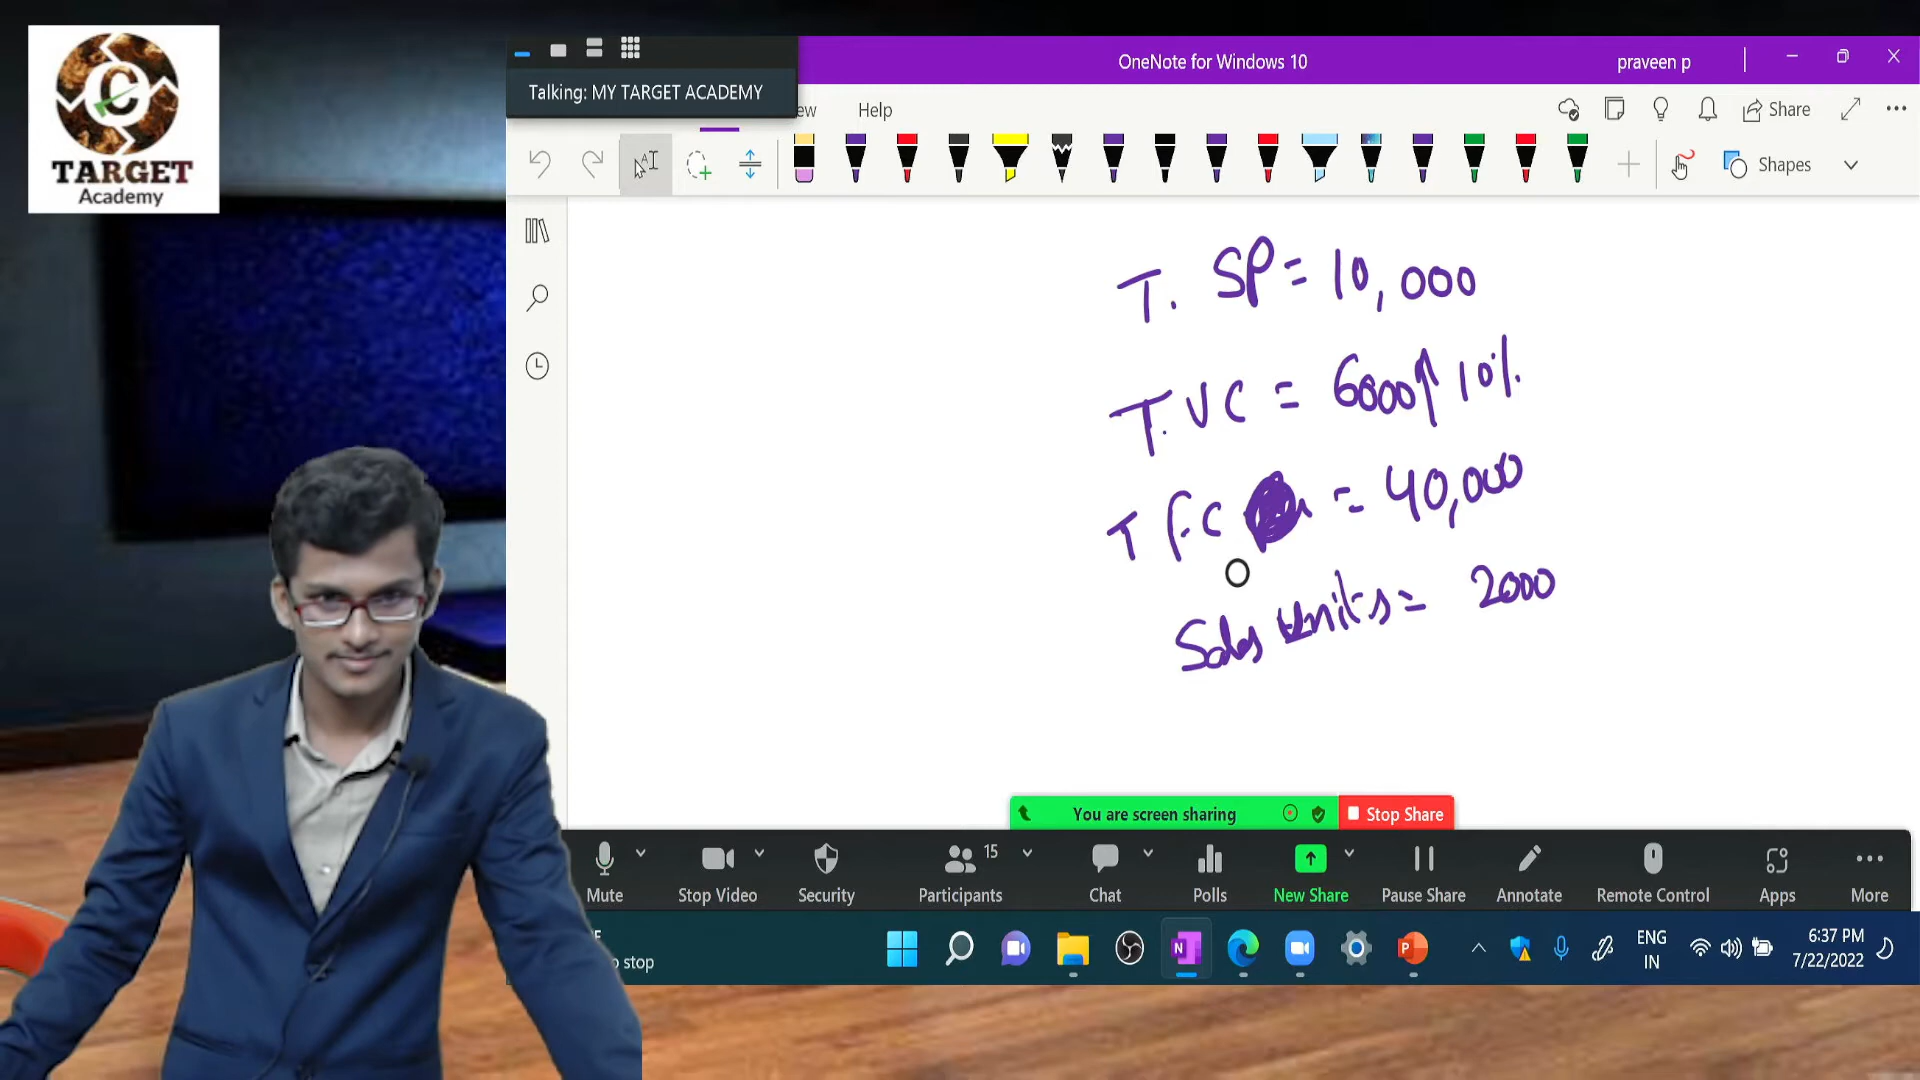 TARGET
Academy
Talking: MY TARGET ACADEMY
OneNote for Windows 10
praveen p
ew
Help
Share
Shapes
T. SP = 10,000
T.VC = 6000↑ 10%
T F.C = 40,000
Sales Units = 2000
You are screen sharing
Stop Share
15
Mute
Stop Video
Security
Participants
Chat
Polls
New Share
Pause Share
Annotate
Remote Control
Apps
More
o stop
ENG
IN
6:37 PM
7/22/2022